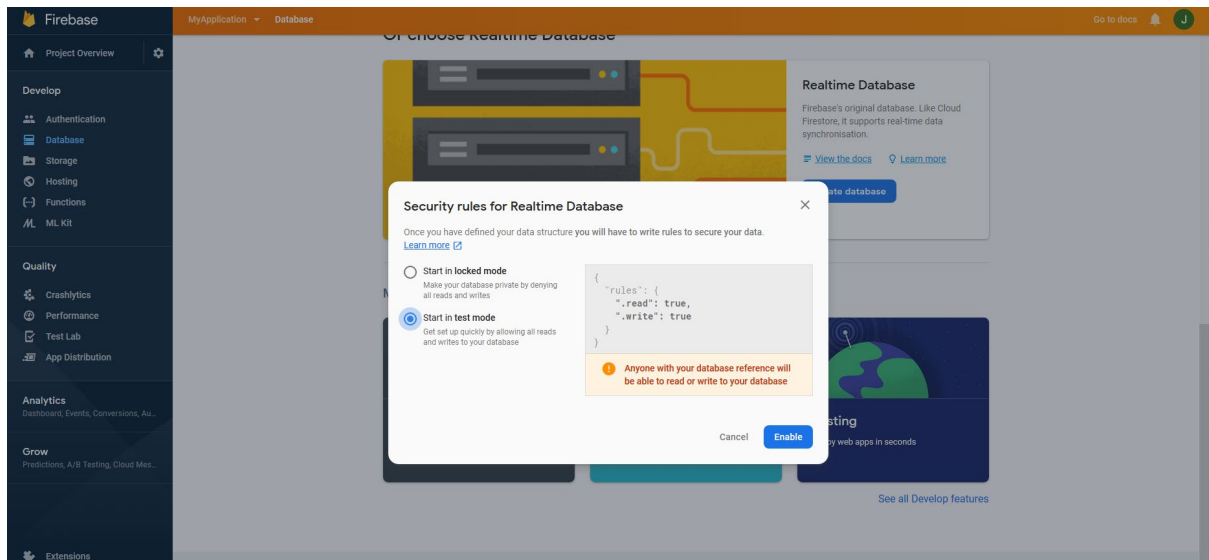 Firebase
MyApplication
Database
Go to docs
J
Project Overview
Develop
Authentication
Database
Storage
Hosting
Functions
ML Kit
Quality
Crashlytics
Performance
Test Lab
App Distribution
Analytics
Dashboard, Events, Conversions, Au...
Grow
Predictions, A/B Testing, Cloud Mes...
Extensions
Or choose Realtime Database
Realtime Database
Firebase's original database. Like Cloud
Firestore, it supports real-time data
synchronisation.
View the docs
Learn more
ate database
Security rules for Realtime Database
Once you have defined your data structure you will have to write rules to secure your data.
Learn more
Start in locked mode
Make your database private by denying
all reads and writes
Start in test mode
Get set up quickly by allowing all reads
and writes to your database
{
"rules": {
".read": true,
".write": true
}
}
Anyone with your database reference will
be able to read or write to your database
Cancel
Enable
sting
oy web apps in seconds
See all Develop features